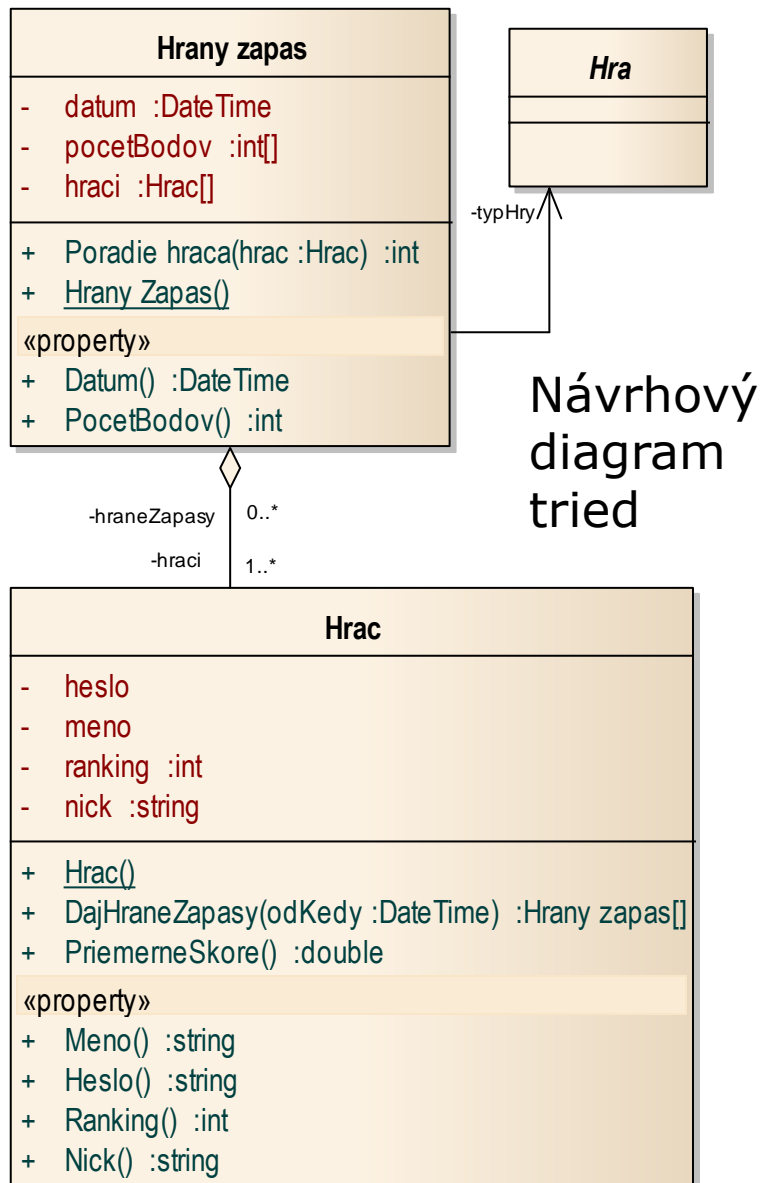 Hrany zapas
- datum :DateTime
- pocetBodov :int[]
- hraci :Hrac[]
+ Poradie hraca(hrac :Hrac) :int
+ Hrany Zapas()
«property»
+ Datum() :DateTime
+ PocetBodov() :int
Hra
-typHry
Návrhový
diagram
tried
-hraneZapasy 0..*
-hraci 1..*
Hrac
- heslo
- meno
- ranking :int
- nick :string
+ Hrac()
+ DajHraneZapasy(odKedy :DateTime) :Hrany zapas[]
+ PriemerneSkore() :double
«property»
+ Meno() :string
+ Heslo() :string
+ Ranking() :int
+ Nick() :string